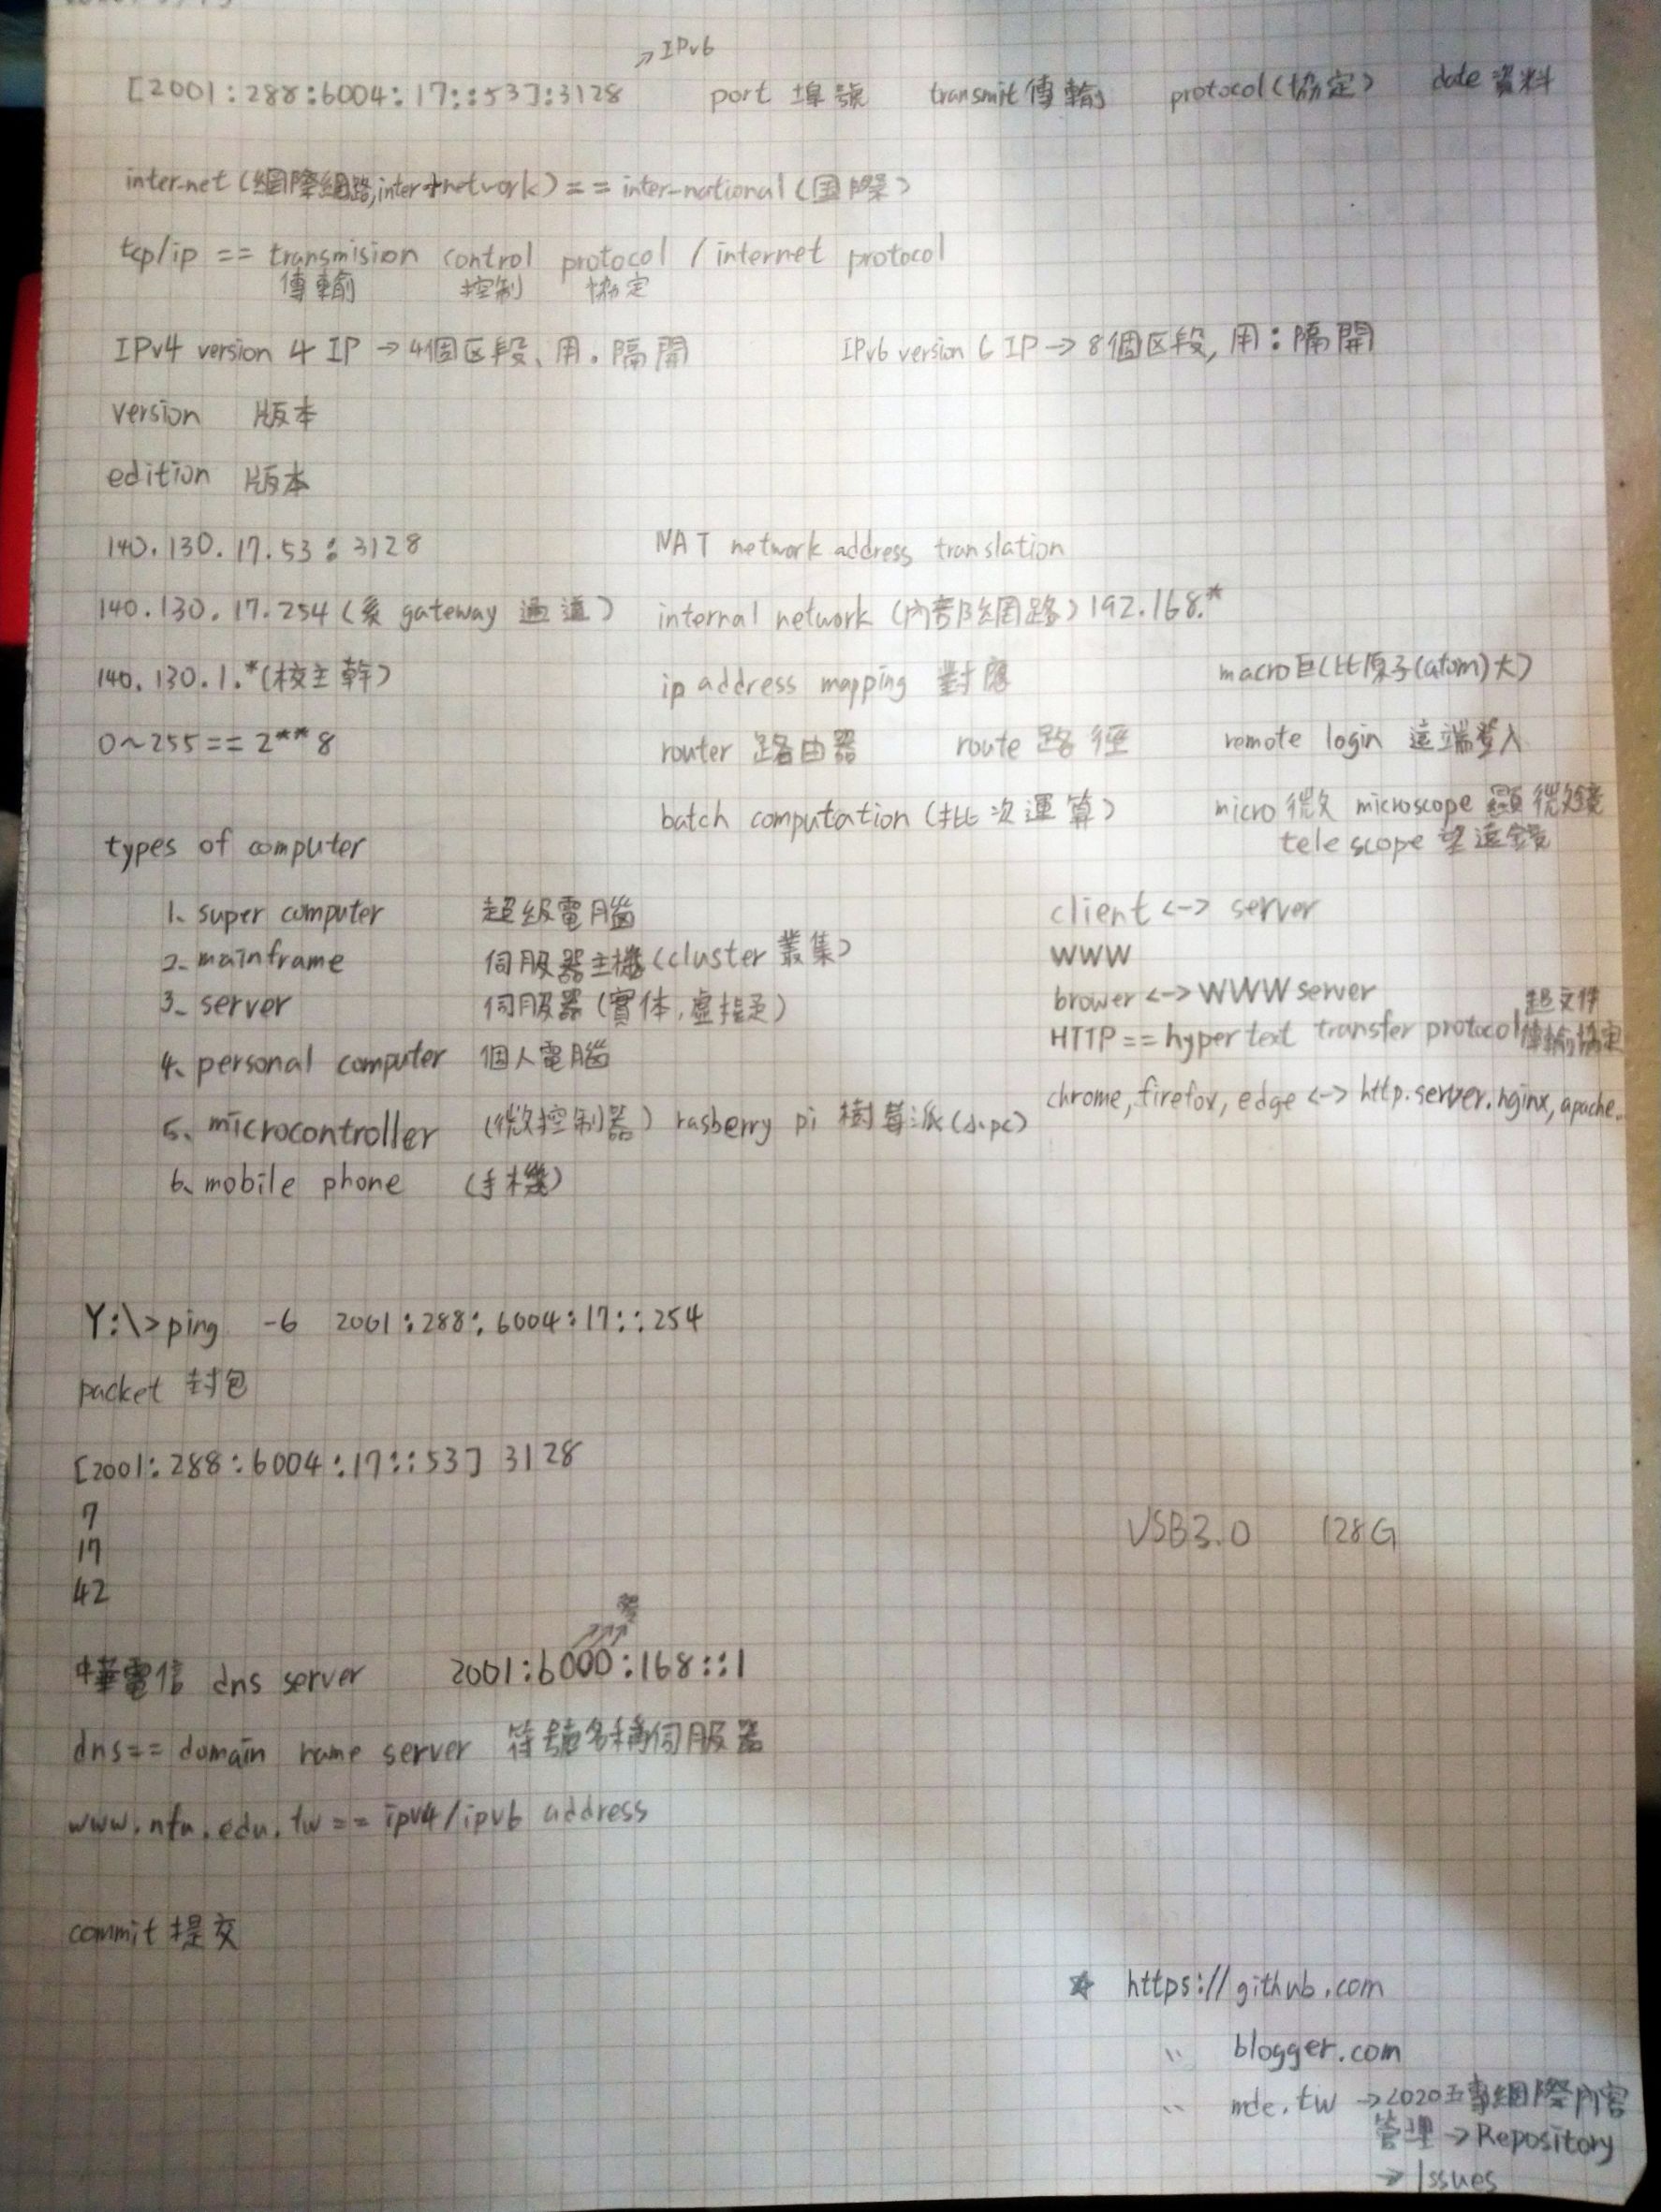 →IPv6
[2001:288:6004:17::53]:3128 port 埠號 transmit 傳輸 protocol(協定) date 資料
inter-net(網際網路,inter+network)==inter-national(国際)
tcp/ip == transmision control protocol / internet protocol
傳輸 控制 協定
IPv4 version 4 IP → 4個区段、用.隔開 IPv6 version 6 IP → 8個区段,用:隔開
version 版本
edition 版本
140.130.17.53:3128 NAT network address translation
140.130.17.254(系 gateway 通道) internal network (內部網路)192.168.*
140.130.1.*(校主幹) ip address mapping 對應 macro巨(比原子(atom)大)
0~255==2**8 router 路由器 route 路徑 remote login 遠端登入
batch computation(批次運算) micro 微 microscope 顯微鏡
types of computer telescope 望遠鏡
1、super computer 超級電腦 client <-> server
2、mainframe 伺服器主機(cluster 叢集) WWW
3、server 伺服器(實体,虛擬) brower <-> WWW server 超文件
4、personal computer 個人電腦 HTTP == hyper text transfer protocol 傳輸協定
5、microcontroller (微控制器) rasberry pi 樹莓派 chrome, firefox, edge <-> http.server.nginx, apache..
6、mobile phone (手機)
Y:\>ping -6 2001:288:6004:17::254
packet 封包
[2001:288:6004:17::53] 3128
7
17 USB3.0 128G
42
中華電信 dns server 2001:6000:168::1
dns== domain name server 符號名稱伺服器
www.nfu.edu.tw == ipv4/ipv6 address
commit 提交
☆ https://github.com
〃 blogger.com
〃 mde.tw →2020五專網際內容
管理→Repository
→Issues